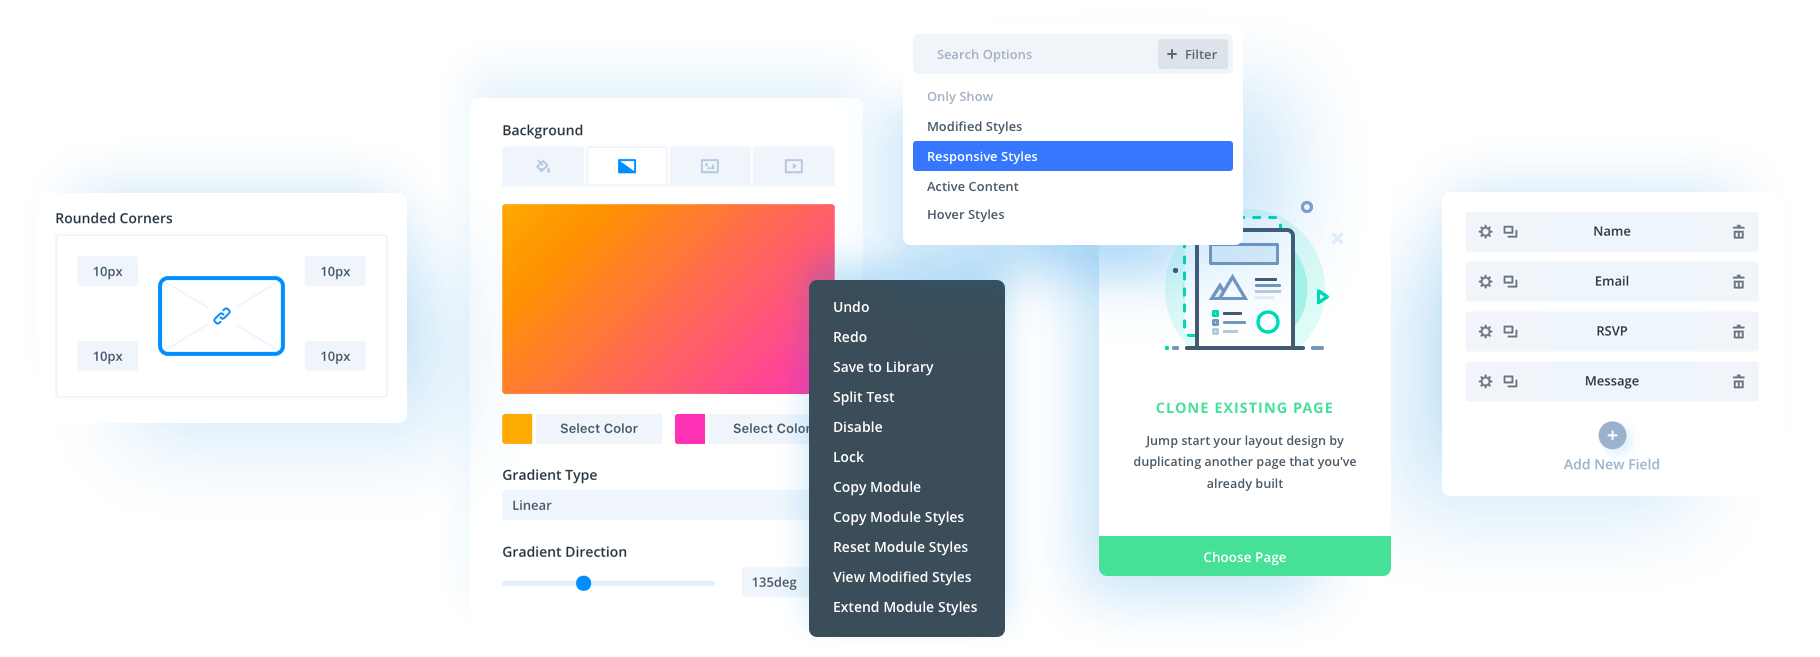 Rounded Corners
10px
10px
10px
10px
Background
Select Color
Select Color
Gradient Type
Linear
Gradient Direction
135deg
Undo
Redo
Save to Library
Split Test
Disable
Lock
Copy Module
Copy Module Styles
Reset Module Styles
View Modified Styles
Extend Module Styles
Search Options
+ Filter
Only Show
Modified Styles
Responsive Styles
Active Content
Hover Styles
CLONE EXISTING PAGE
Jump start your layout design by
duplicating another page that you’ve
already built
Choose Page
Name
Email
RSVP
Message
Add New Field